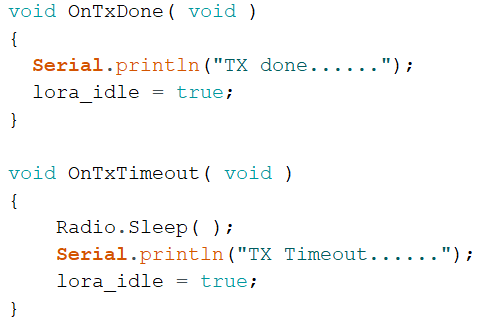 void OnTxDone( void )
{
  Serial.println("TX done......");
  lora_idle = true;
}

void OnTxTimeout( void )
{
    Radio.Sleep( );
    Serial.println("TX Timeout......");
    lora_idle = true;
}